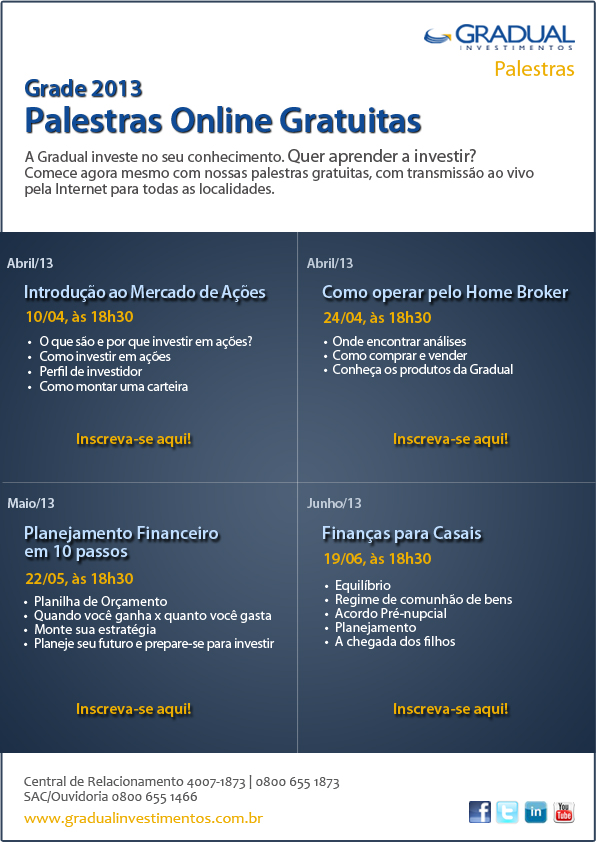 GRADUAL
INVESTIMENTOS
Palestras
Grade 2013
Palestras Online Gratuitas
A Gradual investe no seu conhecimento. Quer aprender a investir?
Comece agora mesmo com nossas palestras gratuitas, com transmissão ao vivo
pela Internet para todas as localidades.
Abril/13
Introdução ao Mercado de Ações
10/04, às 18h30
• O que são e por que investir em ações?
• Como investir em ações
• Perfil de investidor
• Como montar uma carteira
Inscreva-se aqui!
Abril/13
Como operar pelo Home Broker
24/04, às 18h30
• Onde encontrar análises
• Como comprar e vender
• Conheça os produtos da Gradual
Inscreva-se aqui!
Maio/13
Planejamento Financeiro
em 10 passos
22/05, às 18h30
• Planilha de Orçamento
• Quando você ganha x quanto você gasta
• Monte sua estratégia
• Planeje seu futuro e prepare-se para investir
Inscreva-se aqui!
Junho/13
Finanças para Casais
19/06, às 18h30
• Equilíbrio
• Regime de comunhão de bens
• Acordo Pré-nupcial
• Planejamento
• A chegada dos filhos
Inscreva-se aqui!
Central de Relacionamento 4007-1873 | 0800 655 1873
SAC/Ouvidoria 0800 655 1466
www.gradualinvestimentos.com.br
f t in You Tube